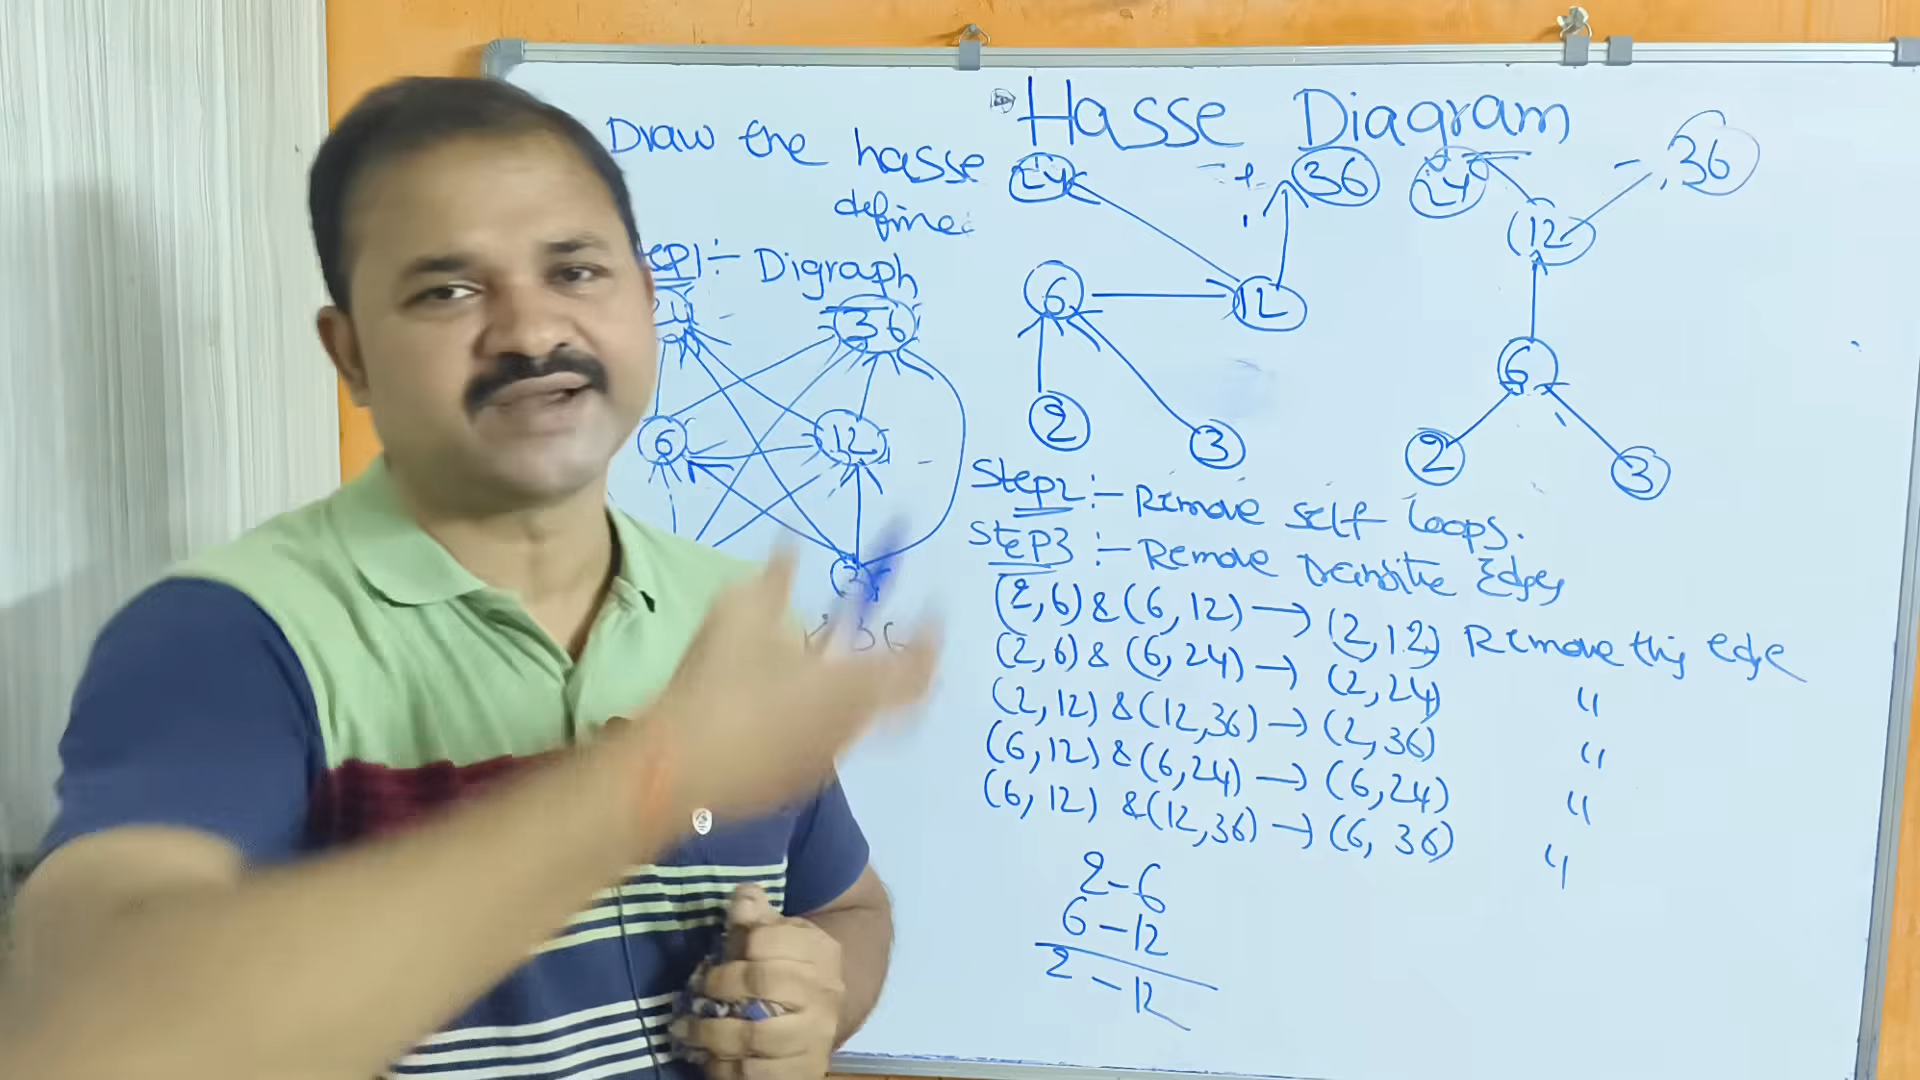 Hasse Diagram
Draw the hasse
define
Step1:- Digraph
24 36
6 12
3
36
24 36
6 12
2 3
24 36
12
6
2 3
Step2:- Remove self loops.
Step3:- Remove Transitive Edges
(2,6) & (6,12) → (2,12) Remove this edge
(2,6) & (6,24) → (2,24) "
(2,12) & (12,36) → (2,36) "
(6,12) & (6,24) → (6,24) "
(6,12) & (12,36) → (6,36) "
2-6
6-12
2-12